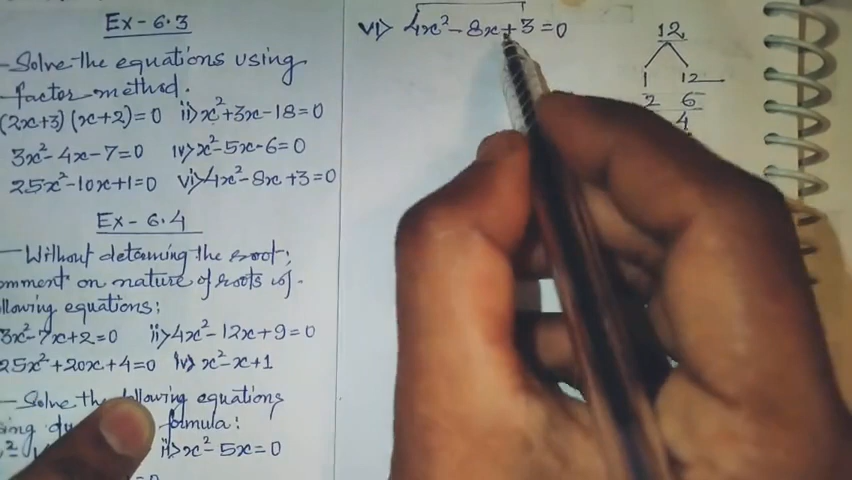 Ex - 6.3
- Solve the equations using
factor method.
(2x+3) (x+2) = 0 ii> x²+3x-18=0
3x²-4x-7=0 iv> x²-5x-6=0
25x²-10x+1=0 vi> 4x²-8x+3=0
Ex - 6.4
- Without detarming the root;
omment on nature of roots of
llowing equations;
3x²-7x+2=0 ii> 4x²-12x+9=0
25x²+20x+4=0 iv> x²-x+1
- Solve the following equations
formula:
ii> x²-5x=0
vi> 4x²-8x+3=0
12
1 12
2 6
4